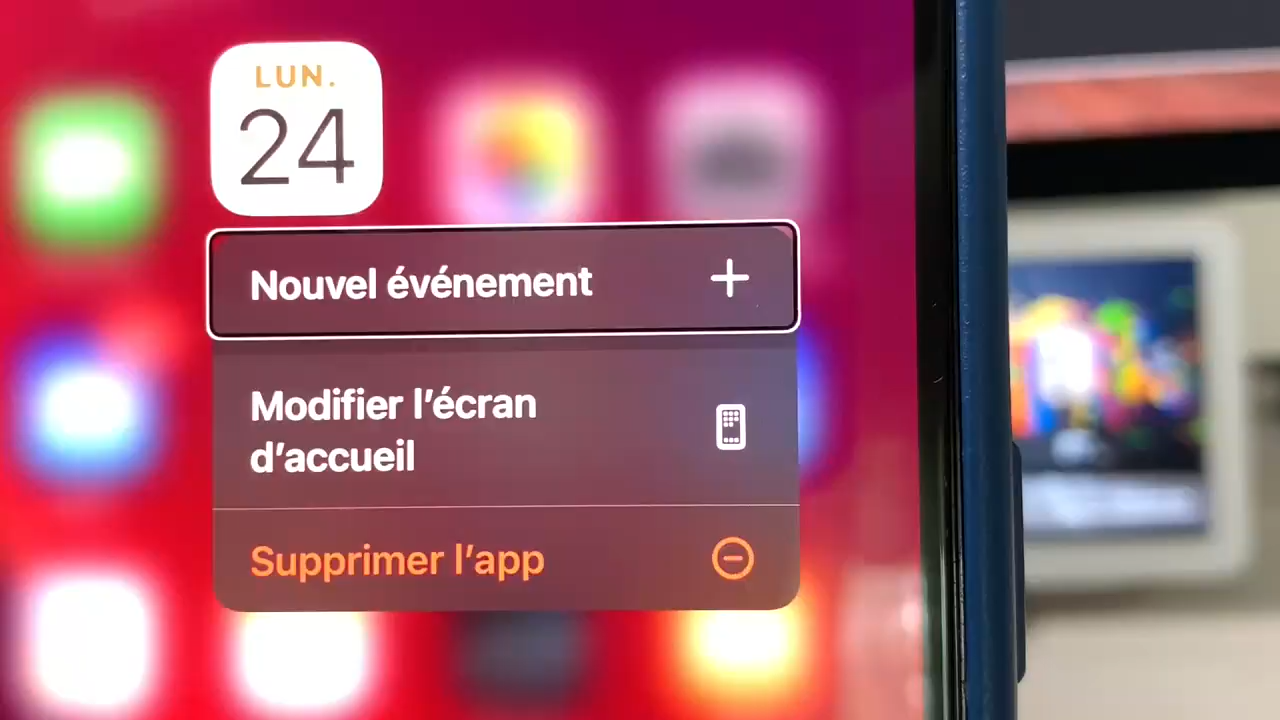 LUN.
24
Nouvel événement
Modifier l’écran
d’accueil
Supprimer l’app